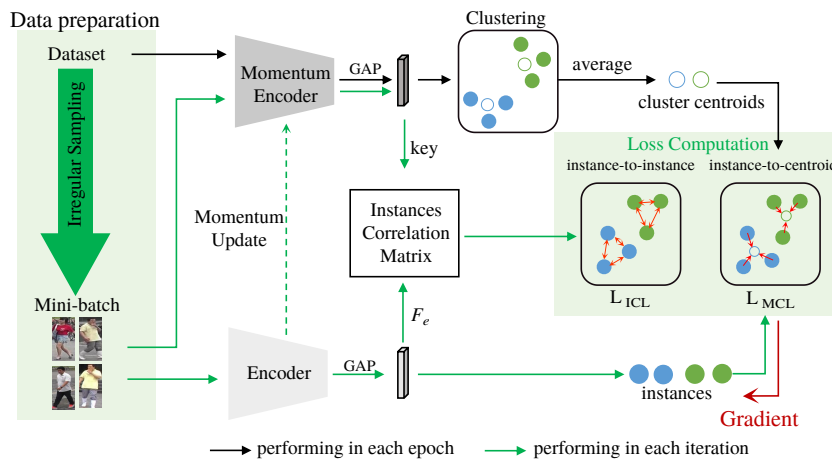 Data preparation
Dataset
Irregular Sampling
Mini-batch
Momentum
Encoder
GAP
Clustering
average
cluster centroids
key
Momentum
Update
Instances
Correlation
Matrix
Loss Computation
instance-to-instance
instance-to-centroid
L ICL
L MCL
F_e
Encoder
GAP
instances
Gradient
performing in each epoch
performing in each iteration